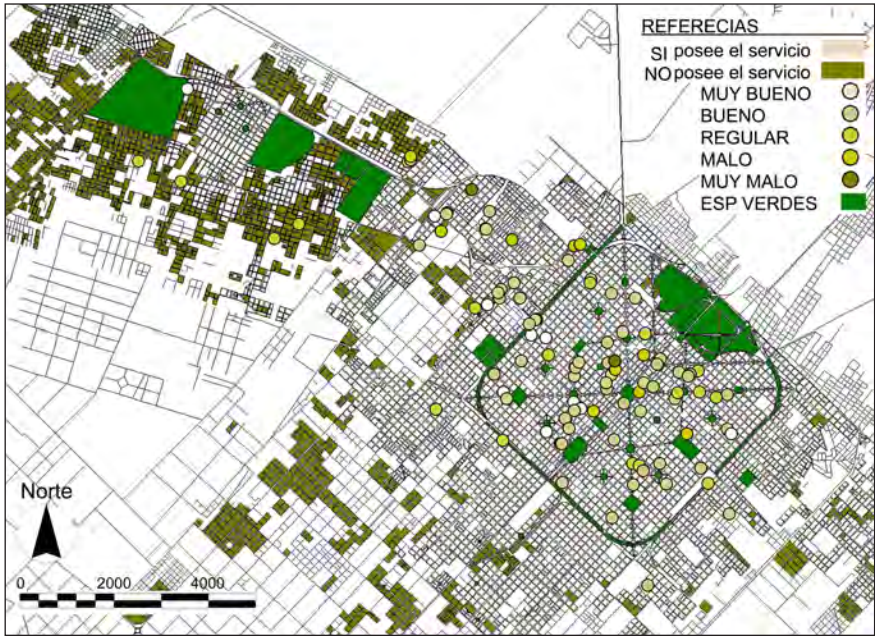 REFERECIAS
SI posee el servicio
NO posee el servicio
MUY BUENO
BUENO
REGULAR
MALO
MUY MALO
ESP VERDES
Norte
0 2000 4000